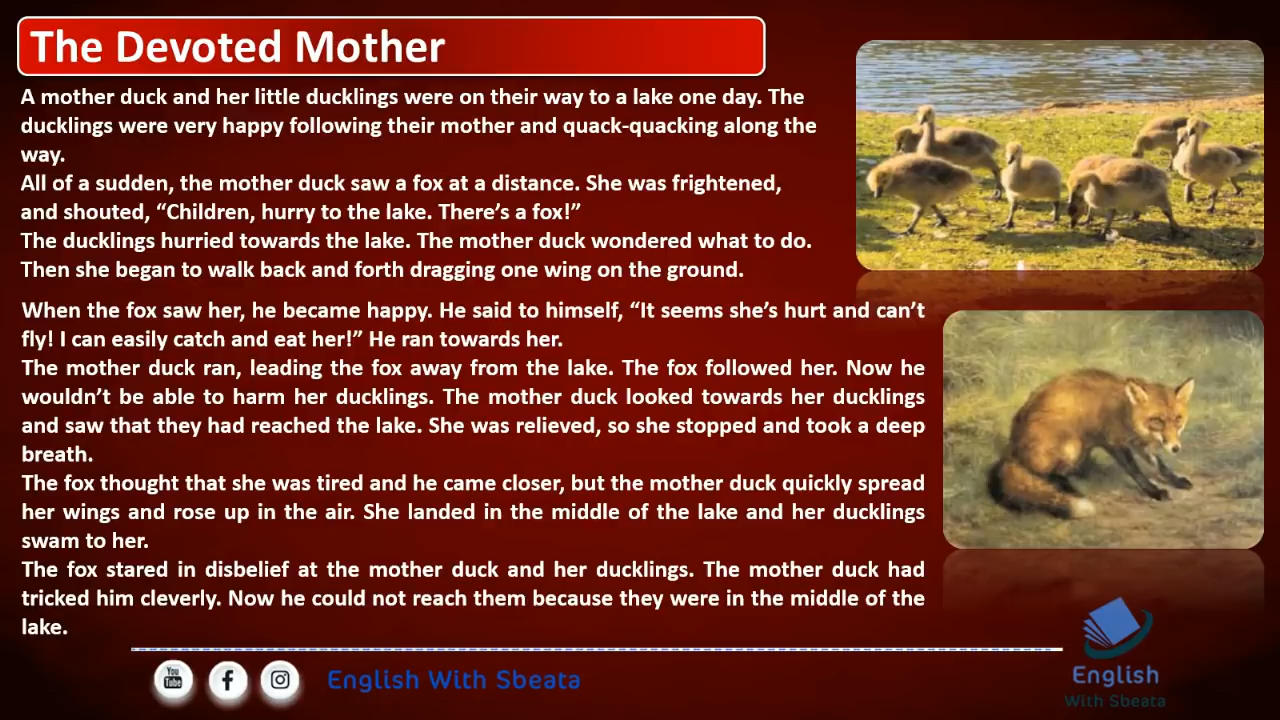 The Devoted Mother
A mother duck and her little ducklings were on their way to a lake one day. The
ducklings were very happy following their mother and quack-quacking along the
way.
All of a sudden, the mother duck saw a fox at a distance. She was frightened,
and shouted, “Children, hurry to the lake. There’s a fox!”
The ducklings hurried towards the lake. The mother duck wondered what to do.
Then she began to walk back and forth dragging one wing on the ground.
When the fox saw her, he became happy. He said to himself, “It seems she’s hurt and can’t
fly! I can easily catch and eat her!” He ran towards her.
The mother duck ran, leading the fox away from the lake. The fox followed her. Now he
wouldn’t be able to harm her ducklings. The mother duck looked towards her ducklings
and saw that they had reached the lake. She was relieved, so she stopped and took a deep
breath.
The fox thought that she was tired and he came closer, but the mother duck quickly spread
her wings and rose up in the air. She landed in the middle of the lake and her ducklings
swam to her.
The fox stared in disbelief at the mother duck and her ducklings. The mother duck had
tricked him cleverly. Now he could not reach them because they were in the middle of the
lake.
You
Tube
English With Sbeata
English
With Sbeata